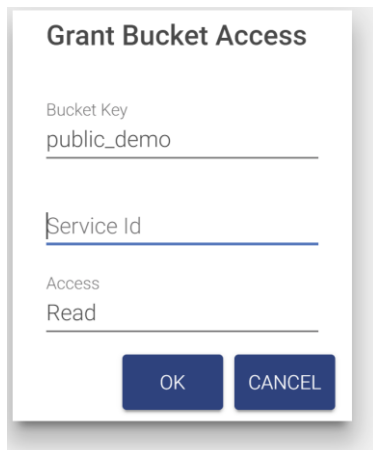 Grant Bucket Access
Bucket Key
public_demo
Service Id
Access
Read
OK CANCEL